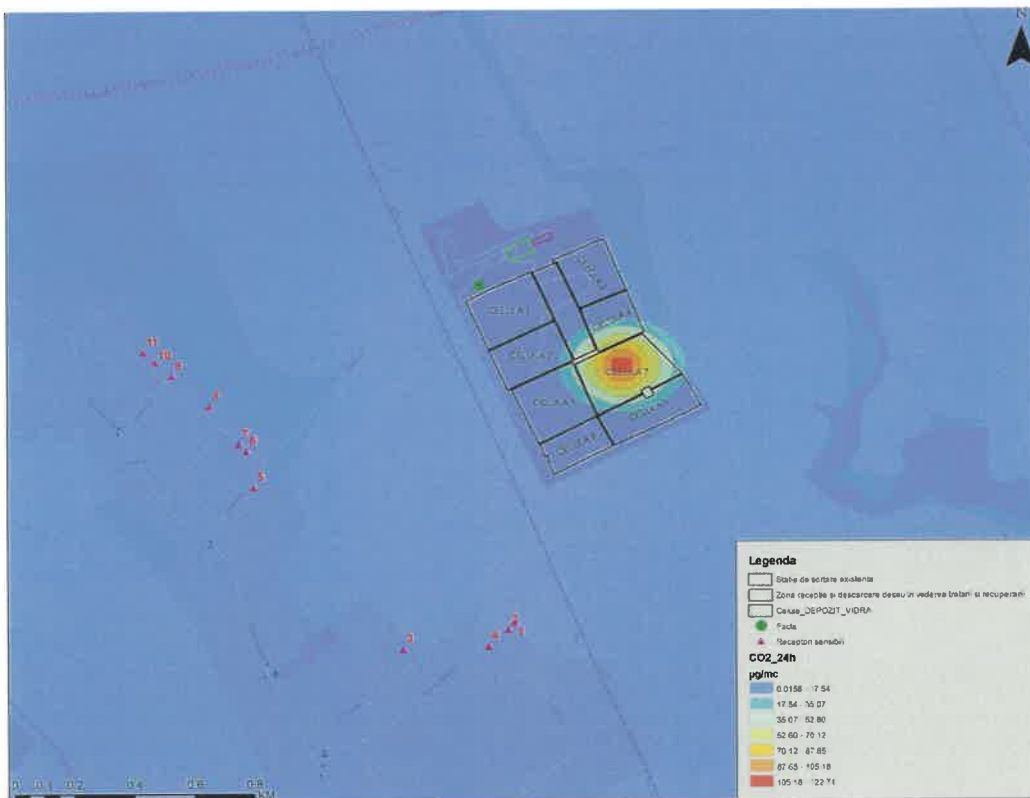 N
CELULA 7
11
10
9
8
7
6
5
3
4
2
1
Legenda
Statie de sortare existenta
Zona receptie si descarcare deseu in vederea tratarii si recuperarii
Celule_DEPOZIT_VIDRA
Facla
Receptori sensibili
CO2_24h
µg/mc
0.0158 - 17.54
17.54 - 35.07
35.07 - 52.60
52.60 - 70.12
70.12 - 87.65
87.65 - 105.18
105.18 - 122.71
0 0.1 0.2 0.4 0.6 0.8
KM